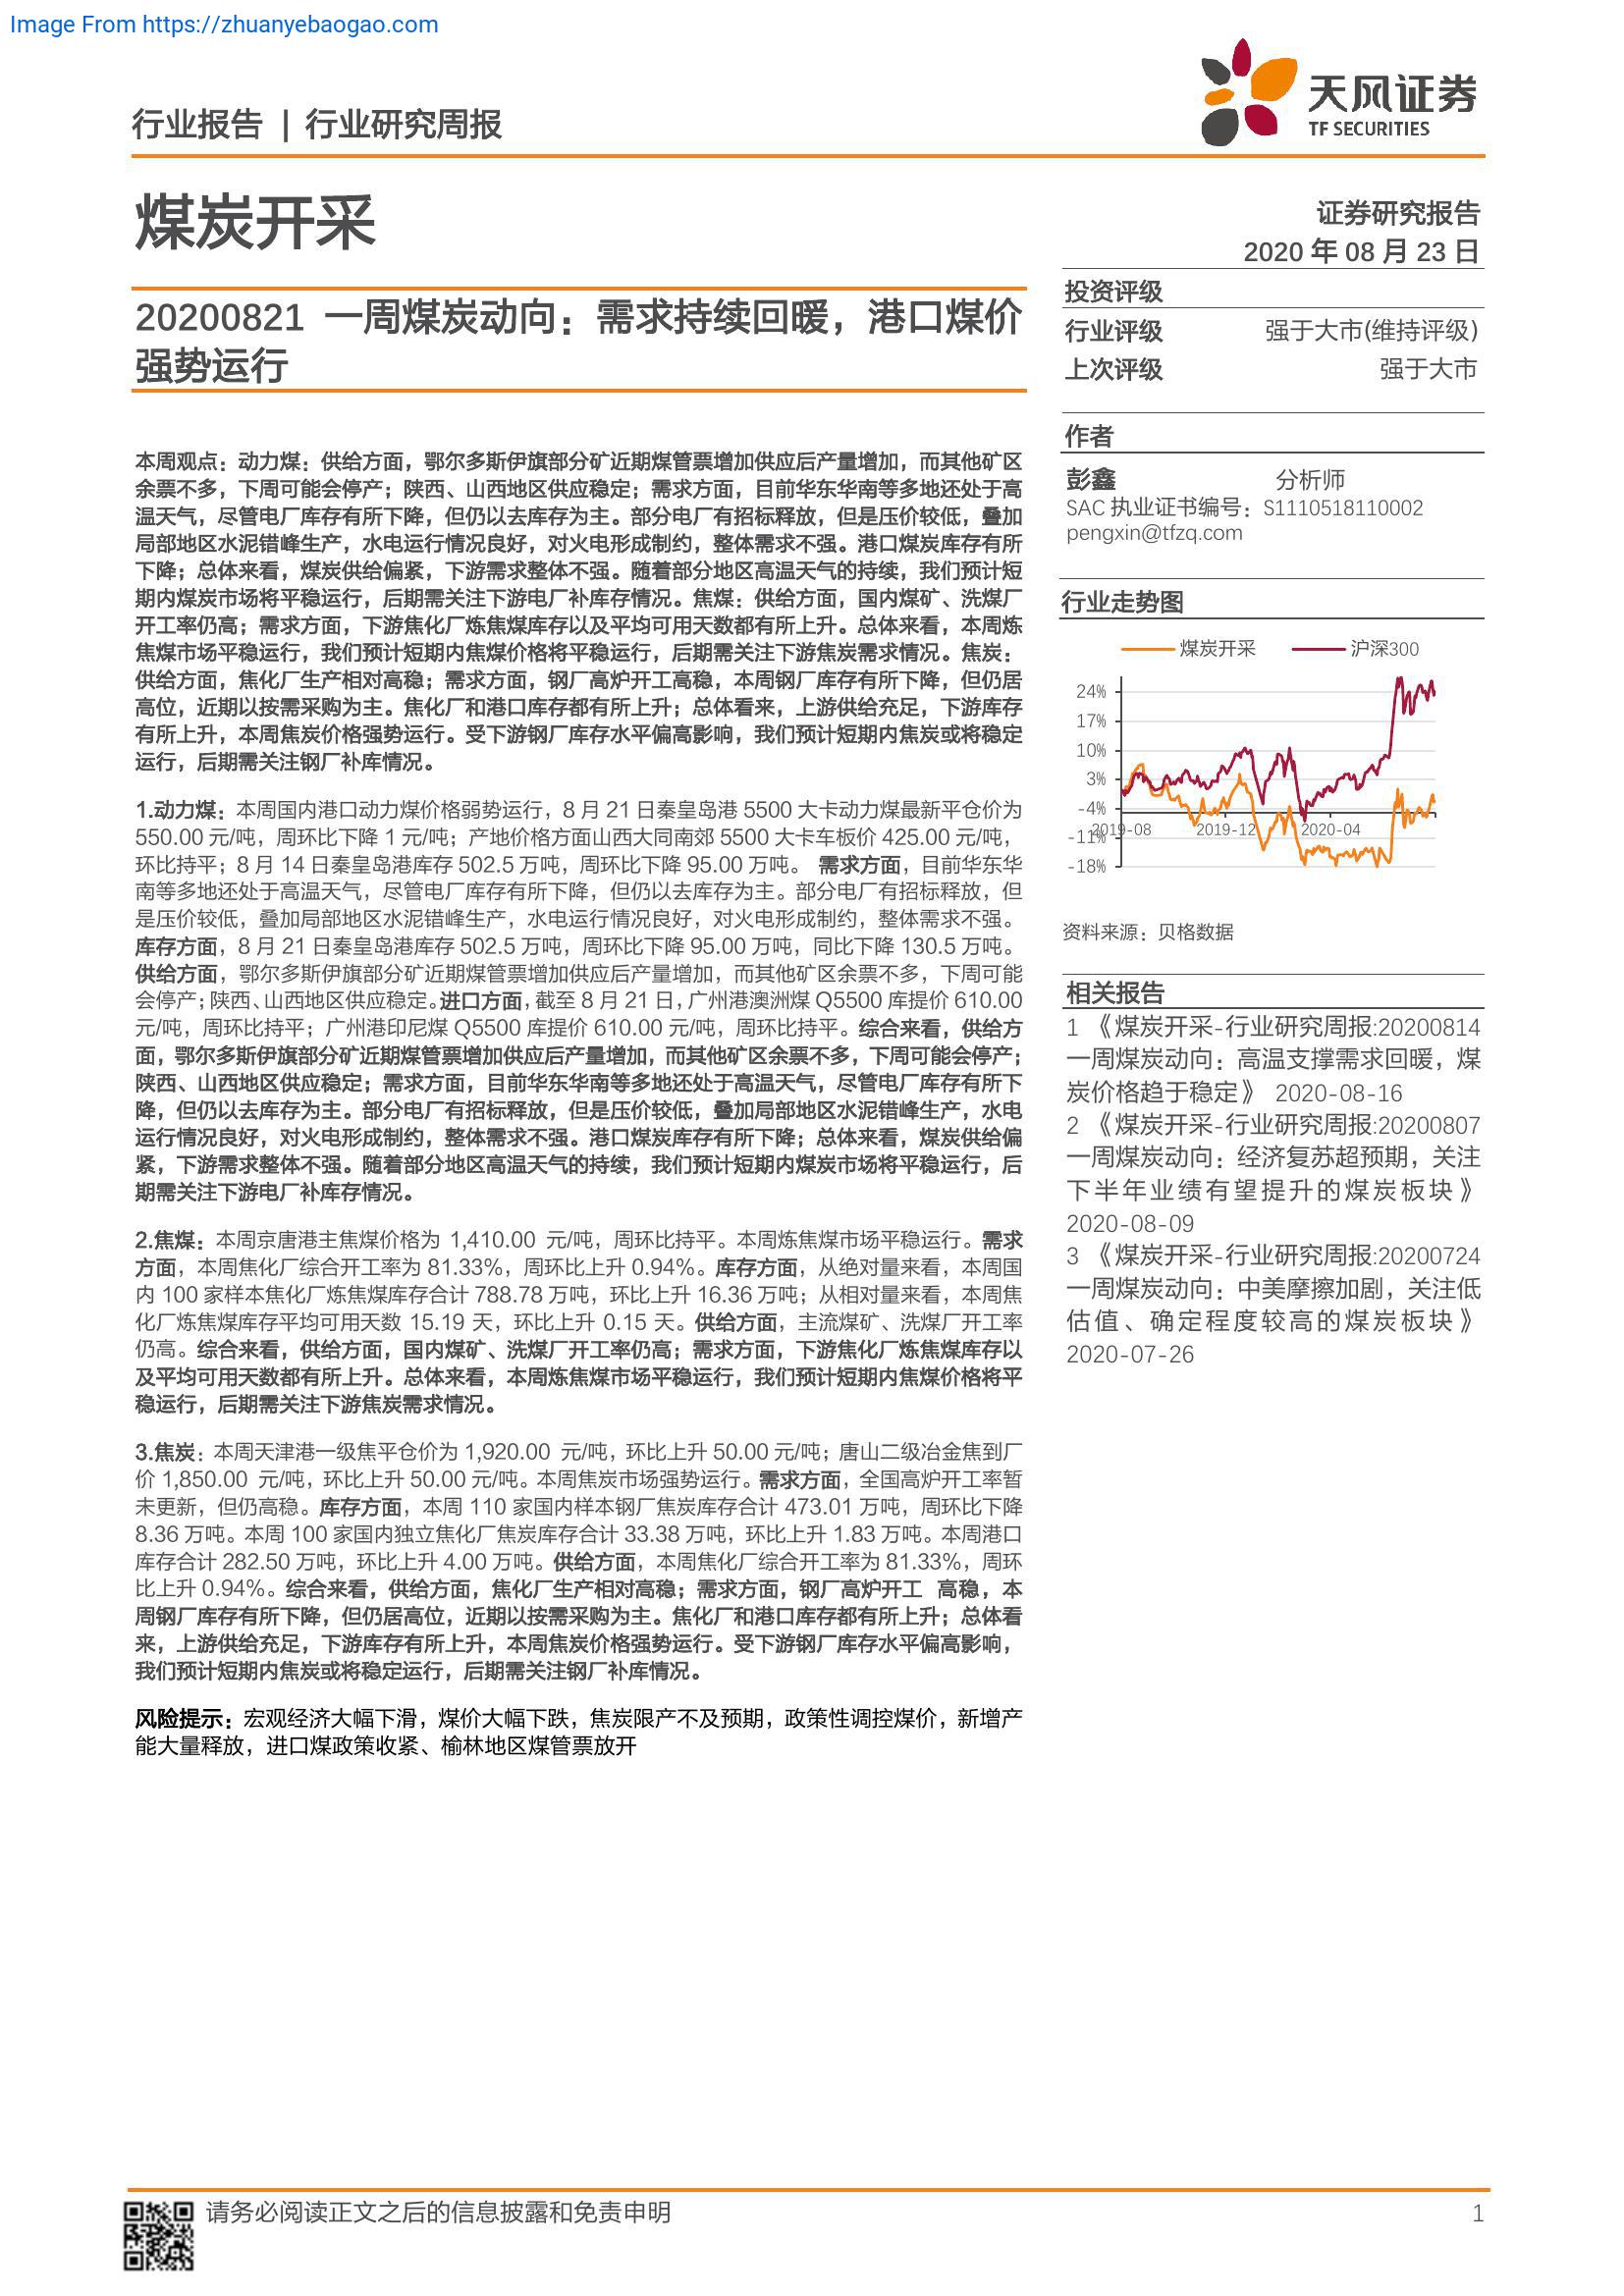 Image From https://zhuanyebaogao.com
行业报告 | 行业研究周报
天风证券
TF SECURITIES
煤炭开采
证券研究报告
2020 年 08 月 23 日
20200821 一周煤炭动向：需求持续回暖，港口煤价
强势运行
投资评级
行业评级 强于大市(维持评级)
上次评级 强于大市
作者
彭鑫 分析师
SAC 执业证书编号：S1110518110002
pengxin@tfzq.com
本周观点：动力煤：供给方面，鄂尔多斯伊旗部分矿近期煤管票增加供应后产量增加，而其他矿区
余票不多，下周可能会停产；陕西、山西地区供应稳定；需求方面，目前华东华南等多地还处于高
温天气，尽管电厂库存有所下降，但仍以去库存为主。部分电厂有招标释放，但是压价较低，叠加
局部地区水泥错峰生产，水电运行情况良好，对火电形成制约，整体需求不强。港口煤炭库存有所
下降；总体来看，煤炭供给偏紧，下游需求整体不强。随着部分地区高温天气的持续，我们预计短
期内煤炭市场将平稳运行，后期需关注下游电厂补库存情况。焦煤：供给方面，国内煤矿、洗煤厂
开工率仍高；需求方面，下游焦化厂炼焦煤库存以及平均可用天数都有所上升。总体来看，本周炼
焦煤市场平稳运行，我们预计短期内焦煤价格将平稳运行，后期需关注下游焦炭需求情况。焦炭：
供给方面，焦化厂生产相对高稳；需求方面，钢厂高炉开工高稳，本周钢厂库存有所下降，但仍居
高位，近期以按需采购为主。焦化厂和港口库存都有所上升；总体看来，上游供给充足，下游库存
有所上升，本周焦炭价格强势运行。受下游钢厂库存水平偏高影响，我们预计短期内焦炭或将稳定
运行，后期需关注钢厂补库情况。
1.动力煤：本周国内港口动力煤价格弱势运行，8 月 21 日秦皇岛港 5500 大卡动力煤最新平仓价为
550.00 元/吨，周环比下降 1 元/吨；产地价格方面山西大同南郊 5500 大卡车板价 425.00 元/吨，
环比持平；8 月 14 日秦皇岛港库存 502.5 万吨，周环比下降 95.00 万吨。 需求方面，目前华东华
南等多地还处于高温天气，尽管电厂库存有所下降，但仍以去库存为主。部分电厂有招标释放，但
是压价较低，叠加局部地区水泥错峰生产，水电运行情况良好，对火电形成制约，整体需求不强。
库存方面，8 月 21 日秦皇岛港库存 502.5 万吨，周环比下降 95.00 万吨，同比下降 130.5 万吨。
供给方面，鄂尔多斯伊旗部分矿近期煤管票增加供应后产量增加，而其他矿区余票不多，下周可能
会停产；陕西、山西地区供应稳定。进口方面，截至 8 月 21 日，广州港澳洲煤 Q5500 库提价 610.00
元/吨，周环比持平；广州港印尼煤 Q5500 库提价 610.00 元/吨，周环比持平。综合来看，供给方
面，鄂尔多斯伊旗部分矿近期煤管票增加供应后产量增加，而其他矿区余票不多，下周可能会停产；
陕西、山西地区供应稳定；需求方面，目前华东华南等多地还处于高温天气，尽管电厂库存有所下
降，但仍以去库存为主。部分电厂有招标释放，但是压价较低，叠加局部地区水泥错峰生产，水电
运行情况良好，对火电形成制约，整体需求不强。港口煤炭库存有所下降；总体来看，煤炭供给偏
紧，下游需求整体不强。随着部分地区高温天气的持续，我们预计短期内煤炭市场将平稳运行，后
期需关注下游电厂补库存情况。
2.焦煤：本周京唐港主焦煤价格为 1,410.00 元/吨，周环比持平。本周炼焦煤市场平稳运行。需求
方面，本周焦化厂综合开工率为 81.33%，周环比上升 0.94%。库存方面，从绝对量来看，本周国
内 100 家样本焦化厂炼焦煤库存合计 788.78 万吨，环比上升 16.36 万吨；从相对量来看，本周焦
化厂炼焦煤库存平均可用天数 15.19 天，环比上升 0.15 天。供给方面，主流煤矿、洗煤厂开工率
仍高。综合来看，供给方面，国内煤矿、洗煤厂开工率仍高；需求方面，下游焦化厂炼焦煤库存以
及平均可用天数都有所上升。总体来看，本周炼焦煤市场平稳运行，我们预计短期内焦煤价格将平
稳运行，后期需关注下游焦炭需求情况。
3.焦炭：本周天津港一级焦平仓价为 1,920.00 元/吨，环比上升 50.00 元/吨；唐山二级冶金焦到厂
价 1,850.00 元/吨，环比上升 50.00 元/吨。本周焦炭市场强势运行。需求方面，全国高炉开工率暂
未更新，但仍高稳。库存方面，本周 110 家国内样本钢厂焦炭库存合计 473.01 万吨，周环比下降
8.36 万吨。本周 100 家国内独立焦化厂焦炭库存合计 33.38 万吨，环比上升 1.83 万吨。本周港口
库存合计 282.50 万吨，环比上升 4.00 万吨。供给方面，本周焦化厂综合开工率为 81.33%，周环
比上升 0.94%。综合来看，供给方面，焦化厂生产相对高稳；需求方面，钢厂高炉开工 高稳，本
周钢厂库存有所下降，但仍居高位，近期以按需采购为主。焦化厂和港口库存都有所上升；总体看
来，上游供给充足，下游库存有所上升，本周焦炭价格强势运行。受下游钢厂库存水平偏高影响，
我们预计短期内焦炭或将稳定运行，后期需关注钢厂补库情况。
风险提示：宏观经济大幅下滑，煤价大幅下跌，焦炭限产不及预期，政策性调控煤价，新增产
能大量释放，进口煤政策收紧、榆林地区煤管票放开
行业走势图
煤炭开采 沪深300
24%
17%
10%
3%
-4%
-11%
-18%
2019-08 2019-12 2020-04
资料来源：贝格数据
相关报告
1 《煤炭开采-行业研究周报:20200814
一周煤炭动向：高温支撑需求回暖，煤
炭价格趋于稳定》 2020-08-16
2 《煤炭开采-行业研究周报:20200807
一周煤炭动向：经济复苏超预期，关注
下半年业绩有望提升的煤炭板块》
2020-08-09
3 《煤炭开采-行业研究周报:20200724
一周煤炭动向：中美摩擦加剧，关注低
估值、确定程度较高的煤炭板块》
2020-07-26
请务必阅读正文之后的信息披露和免责申明 1